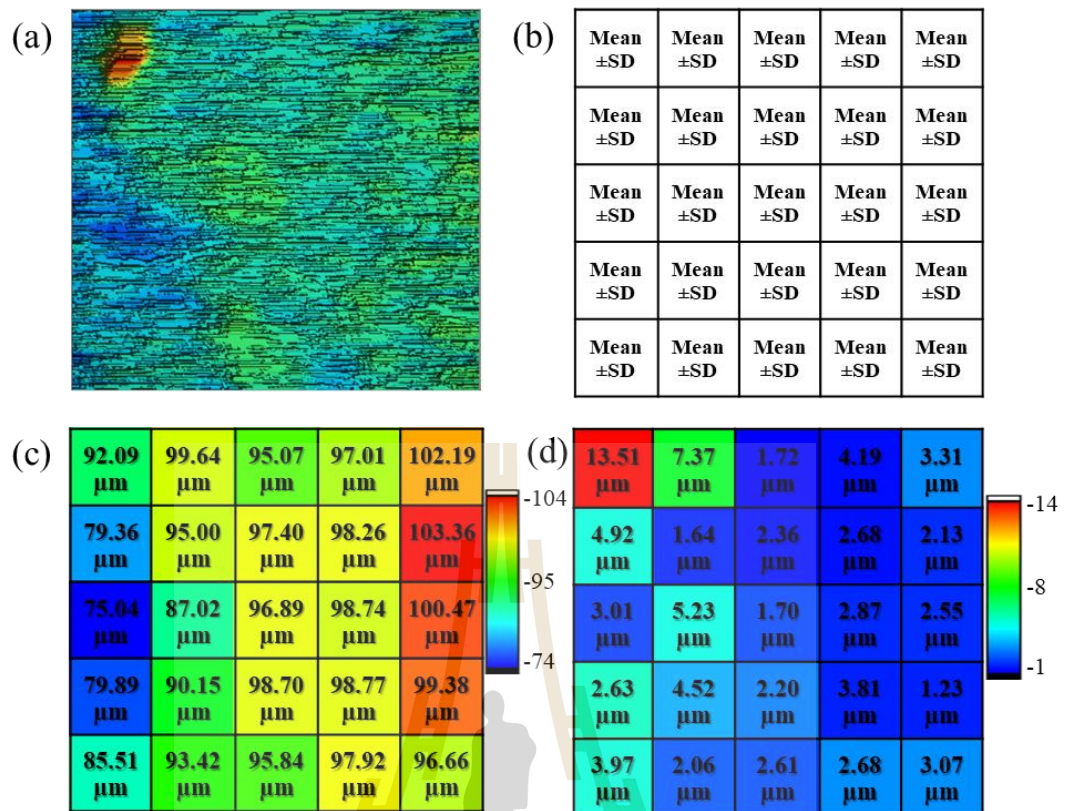 (a)
(b)
Mean Mean Mean Mean Mean
±SD ±SD ±SD ±SD ±SD
Mean Mean Mean Mean Mean
±SD ±SD ±SD ±SD ±SD
Mean Mean Mean Mean Mean
±SD ±SD ±SD ±SD ±SD
Mean Mean Mean Mean Mean
±SD ±SD ±SD ±SD ±SD
Mean Mean Mean Mean Mean
±SD ±SD ±SD ±SD ±SD
(c)
92.09 99.64 95.07 97.01 102.19
µm µm µm µm µm
79.36 95.00 97.40 98.26 103.36
µm µm µm µm µm
75.04 87.02 96.89 98.74 100.47
µm µm µm µm µm
79.89 90.15 98.70 98.77 99.38
µm µm µm µm µm
85.51 93.42 95.84 97.92 96.66
µm µm µm µm µm
-104
-95
-74
(d)
13.51 7.37 1.72 4.19 3.31
µm µm µm µm µm
4.92 1.64 2.36 2.68 2.13
µm µm µm µm µm
3.01 5.23 1.70 2.87 2.55
µm µm µm µm µm
2.63 4.52 2.20 3.81 1.23
µm µm µm µm µm
3.97 2.06 2.61 2.68 3.07
µm µm µm µm µm
-14
-8
-1